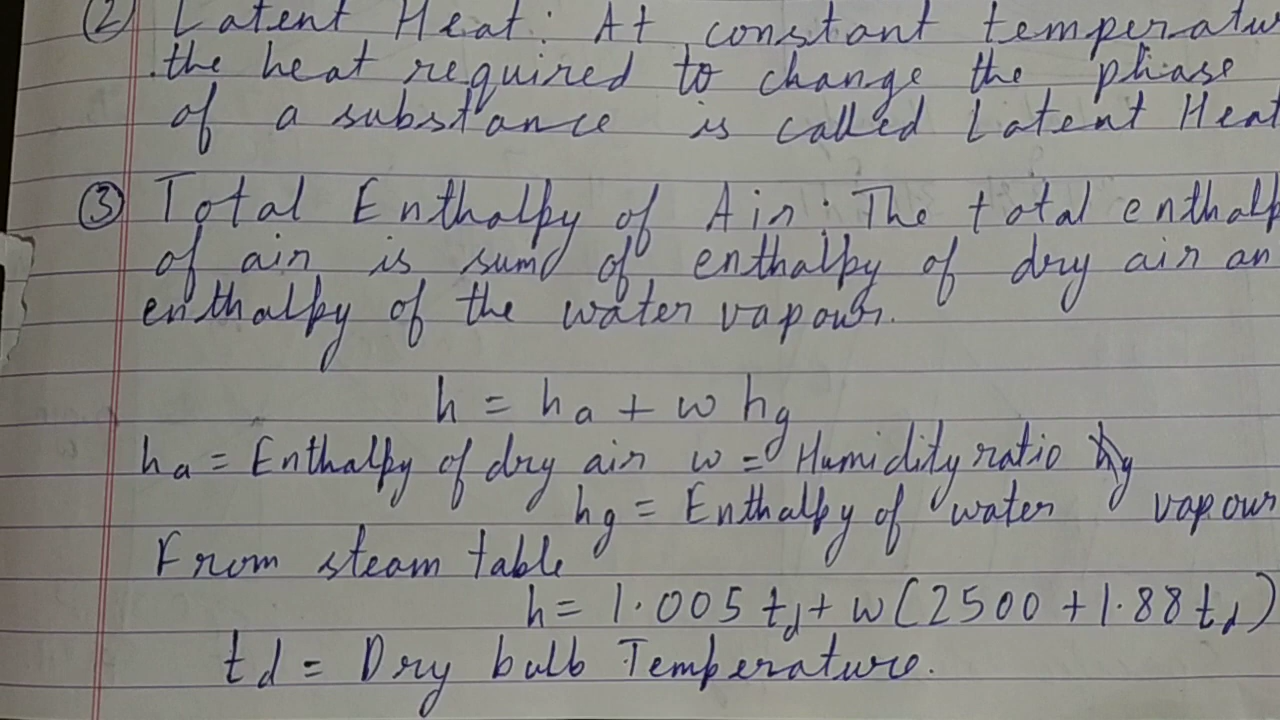 ② Latent Heat: At constant temperatu
the heat required to change the phase
of a substance is called Latent Heat
③ Total Enthalpy of Air: The total enthalp
of air is sum of enthalpy of dry air an
enthalpy of the water vapour.
h = ha + w hg
ha = Enthalpy of dry air w = Humidity ratio
hg = Enthalpy of water vapour
From steam table
h = 1.005 td + w(2500 + 1.88 td)
td = Dry bulb Temperature.